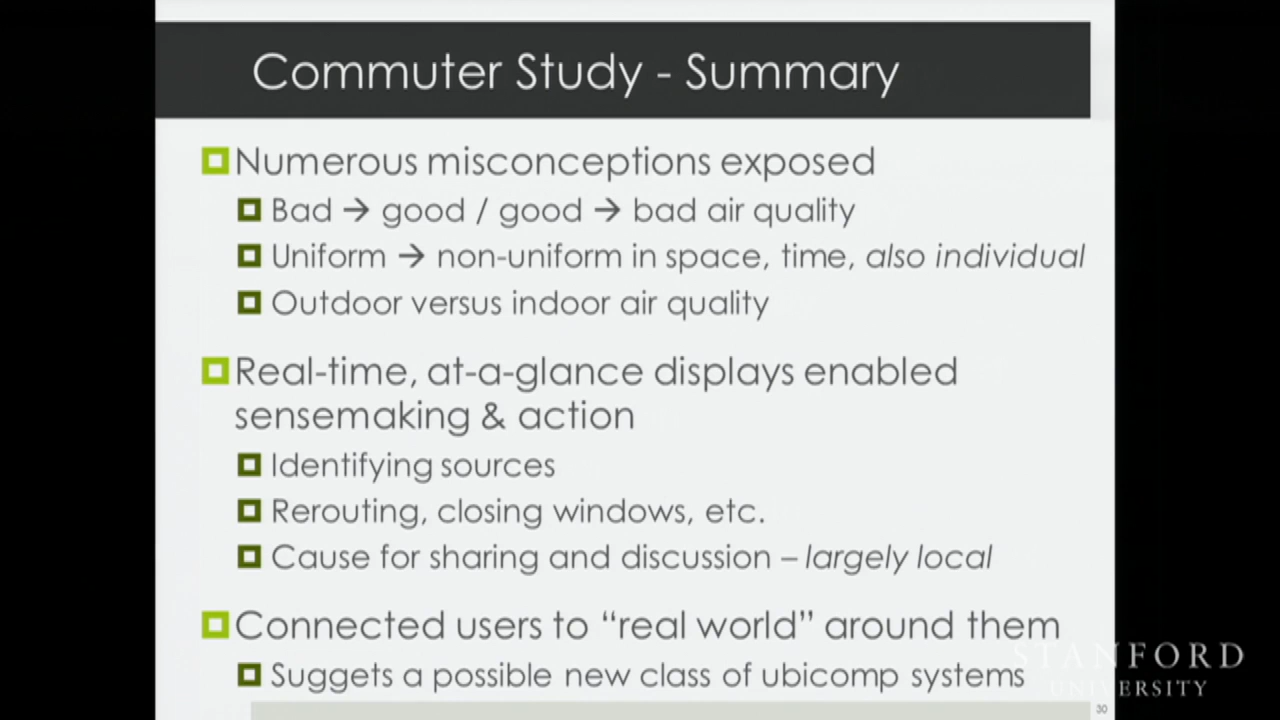 Commuter Study - Summary
Numerous misconceptions exposed
Bad → good / good → bad air quality
Uniform → non-uniform in space, time, also individual
Outdoor versus indoor air quality
Real-time, at-a-glance displays enabled
sensemaking & action
Identifying sources
Rerouting, closing windows, etc.
Cause for sharing and discussion – largely local
Connected users to “real world” around them
Suggets a possible new class of ubicomp systems
STANFORD
UNIVERSITY
30